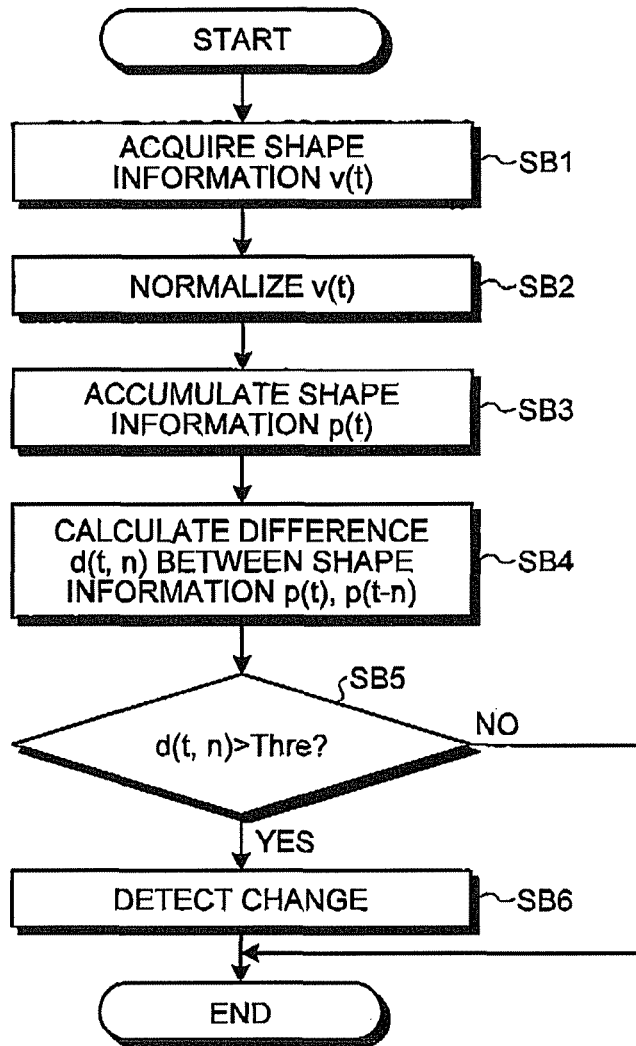 START
ACQUIRE SHAPE
INFORMATION v(t)
SB1
NORMALIZE v(t)
SB2
ACCUMULATE SHAPE
INFORMATION p(t)
SB3
CALCULATE DIFFERENCE
d(t, n) BETWEEN SHAPE
INFORMATION p(t), p(t-n)
SB4
SB5
d(t, n)>Thre?
NO
YES
DETECT CHANGE
SB6
END